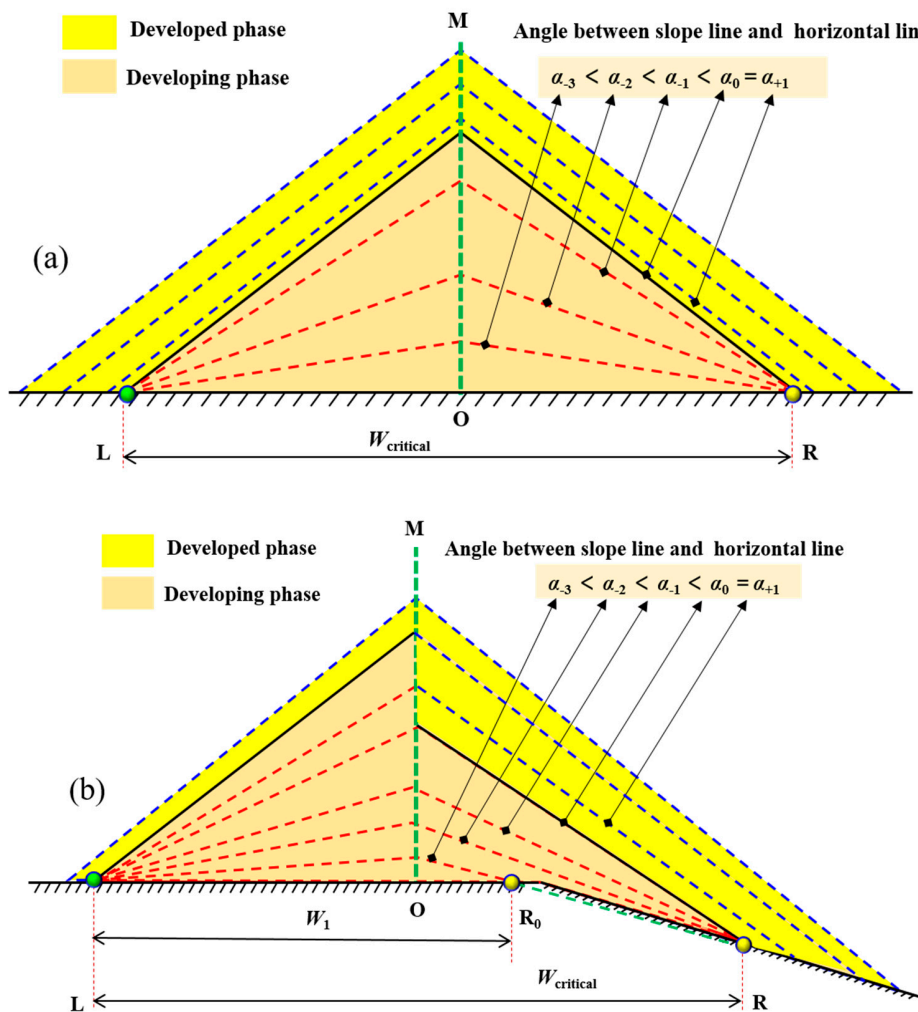 M
Developed phase
Angle between slope line and horizontal lin
Developing phase
α-3 < α-2 < α-1 < α0 = α+1
(a)
O
L
Wcritical
R
M
Developed phase
Angle between slope line and horizontal line
Developing phase
α-3 < α-2 < α-1 < α0 = α+1
(b)
O
W1
R0
Wcritical
L
R